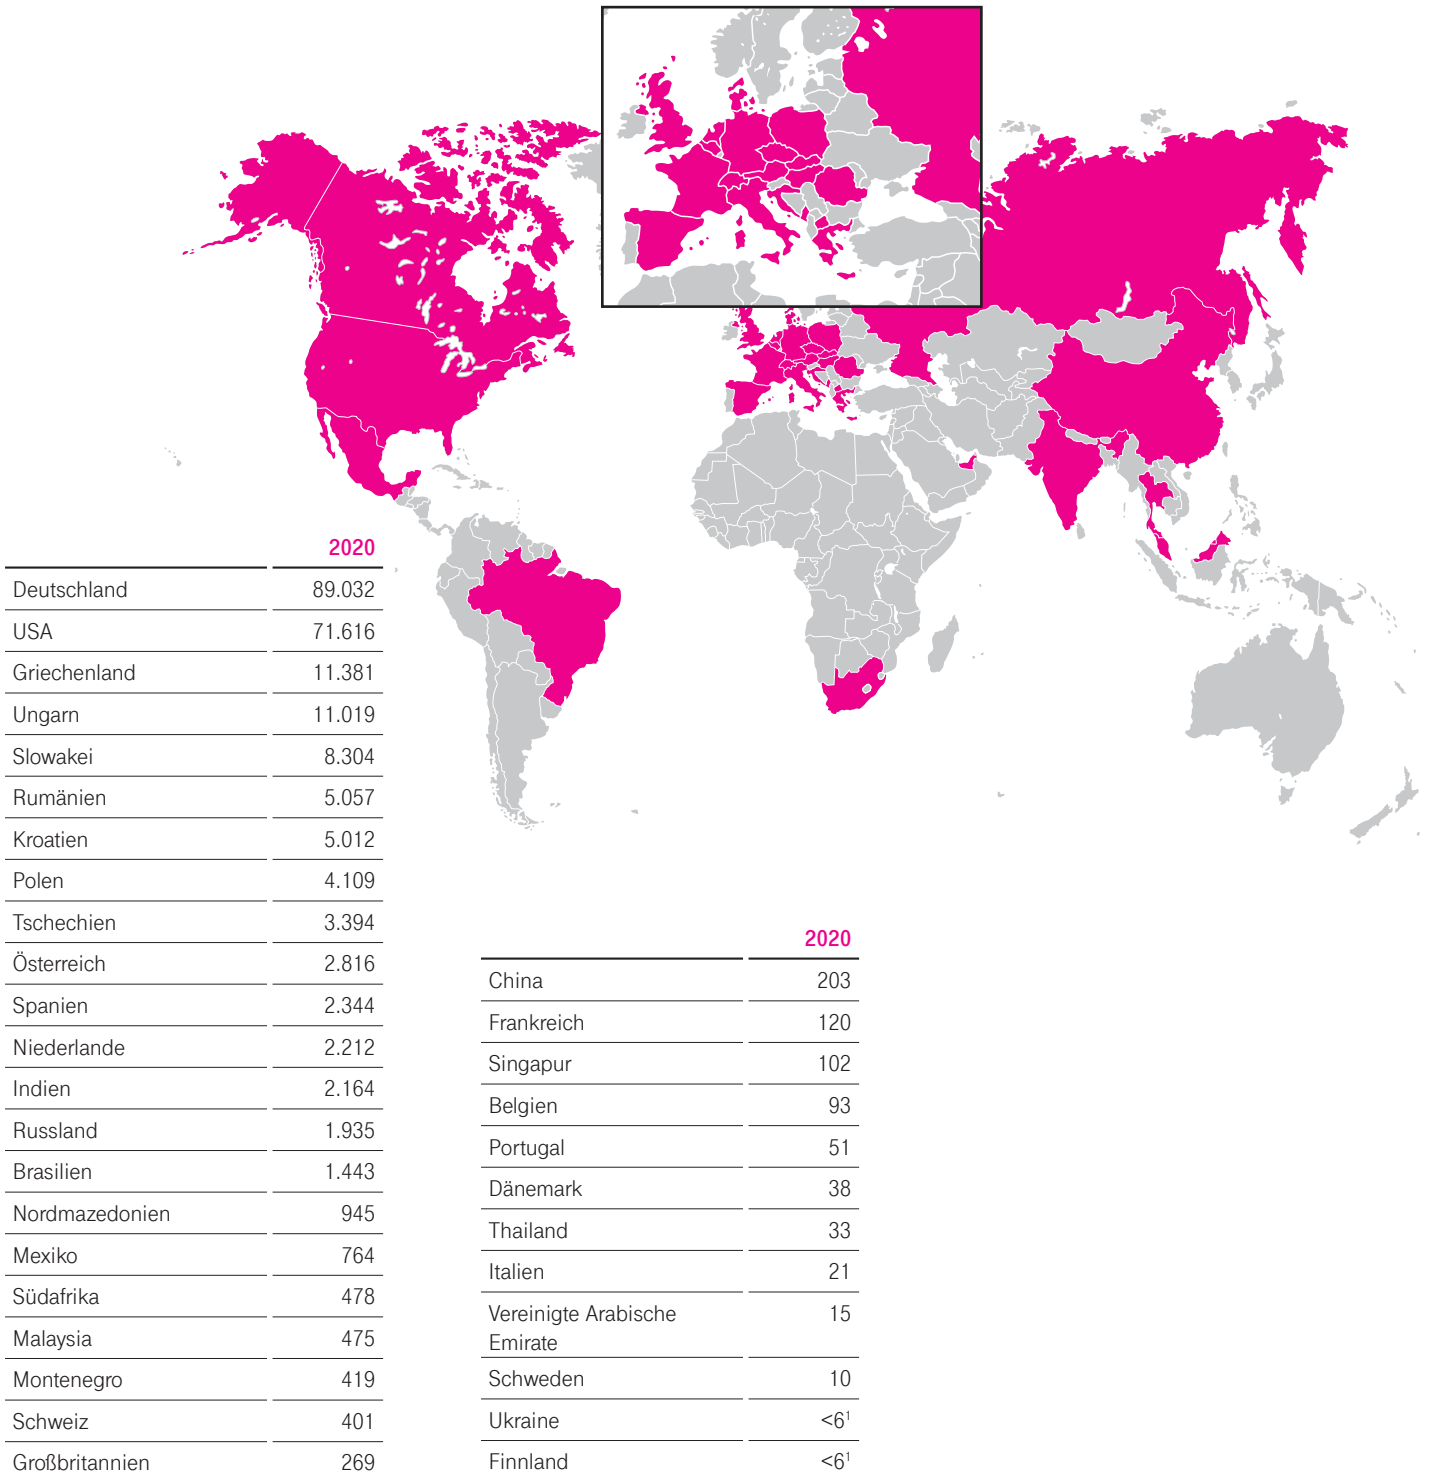 2020
Deutschland 89.032
USA 71.616
Griechenland 11.381
Ungarn 11.019
Slowakei 8.304
Rumänien 5.057
Kroatien 5.012
Polen 4.109
Tschechien 3.394
Österreich 2.816
Spanien 2.344
Niederlande 2.212
Indien 2.164
Russland 1.935
Brasilien 1.443
Nordmazedonien 945
Mexiko 764
Südafrika 478
Malaysia 475
Montenegro 419
Schweiz 401
Großbritannien 269
2020
China 203
Frankreich 120
Singapur 102
Belgien 93
Portugal 51
Dänemark 38
Thailand 33
Italien 21
Vereinigte Arabische 15
Emirate
Schweden 10
Ukraine <6¹
Finnland <6¹